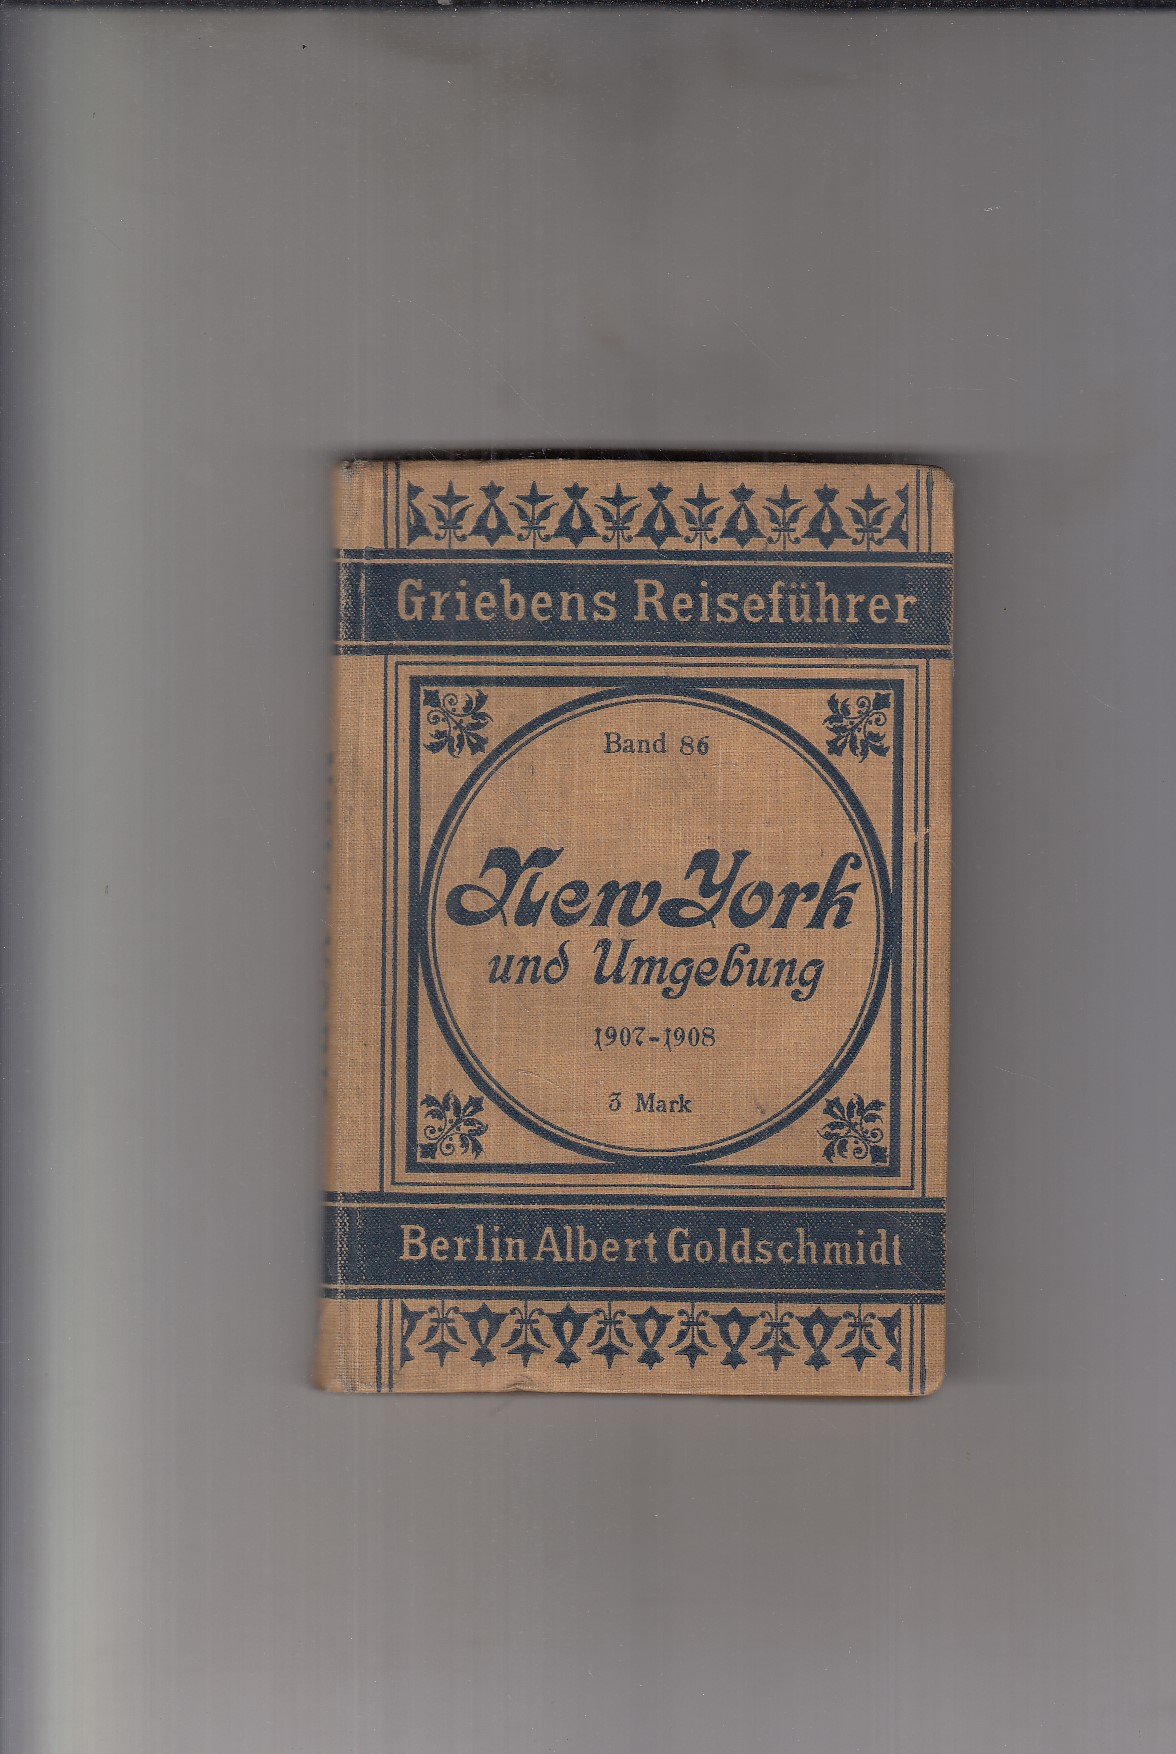 Griebens Reiseführer
Band 86
New York
und Umgebung
1907-1908
3 Mark
Berlin Albert Goldschmidt